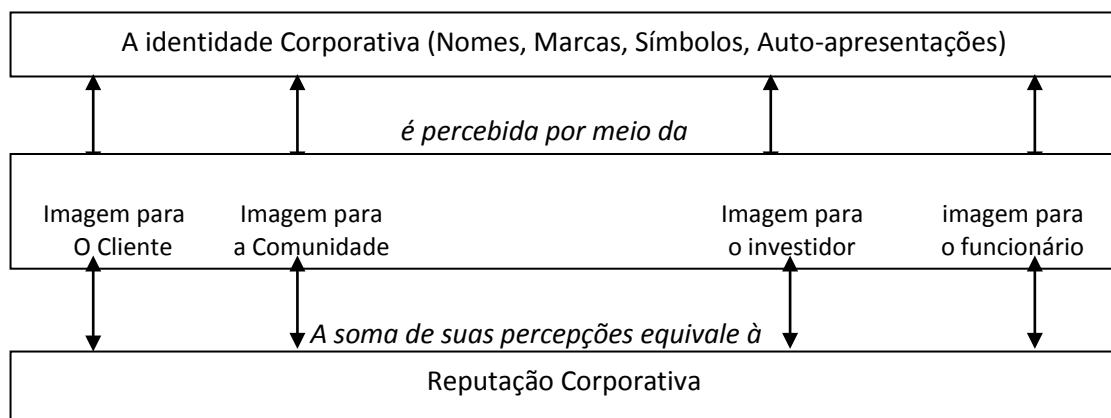 A identidade Corporativa (Nomes, Marcas, Símbolos, Auto-apresentações)
é percebida por meio da
Imagem para
O Cliente
Imagem para
a Comunidade
Imagem para
o investidor
imagem para
o funcionário
A soma de suas percepções equivale à
Reputação Corporativa